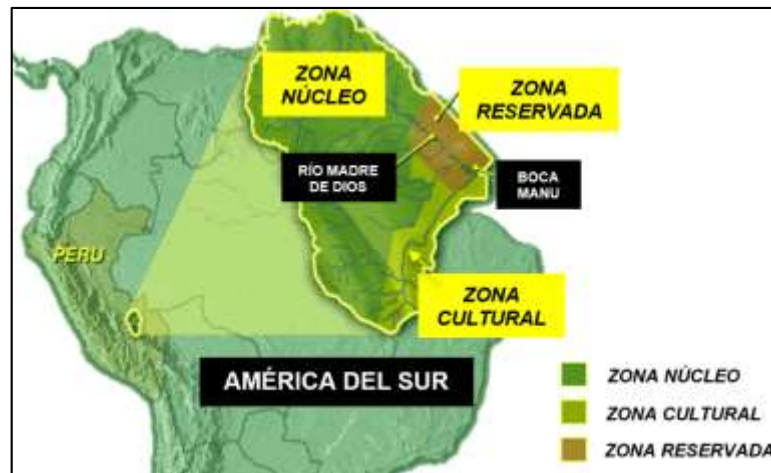 ZONA
NÚCLEO
ZONA
RESERVADA
RÍO MADRE
DE DIOS
BOCA
MANU
PERU
ZONA
CULTURAL
AMÉRICA DEL SUR
ZONA NÚCLEO
ZONA CULTURAL
ZONA RESERVADA